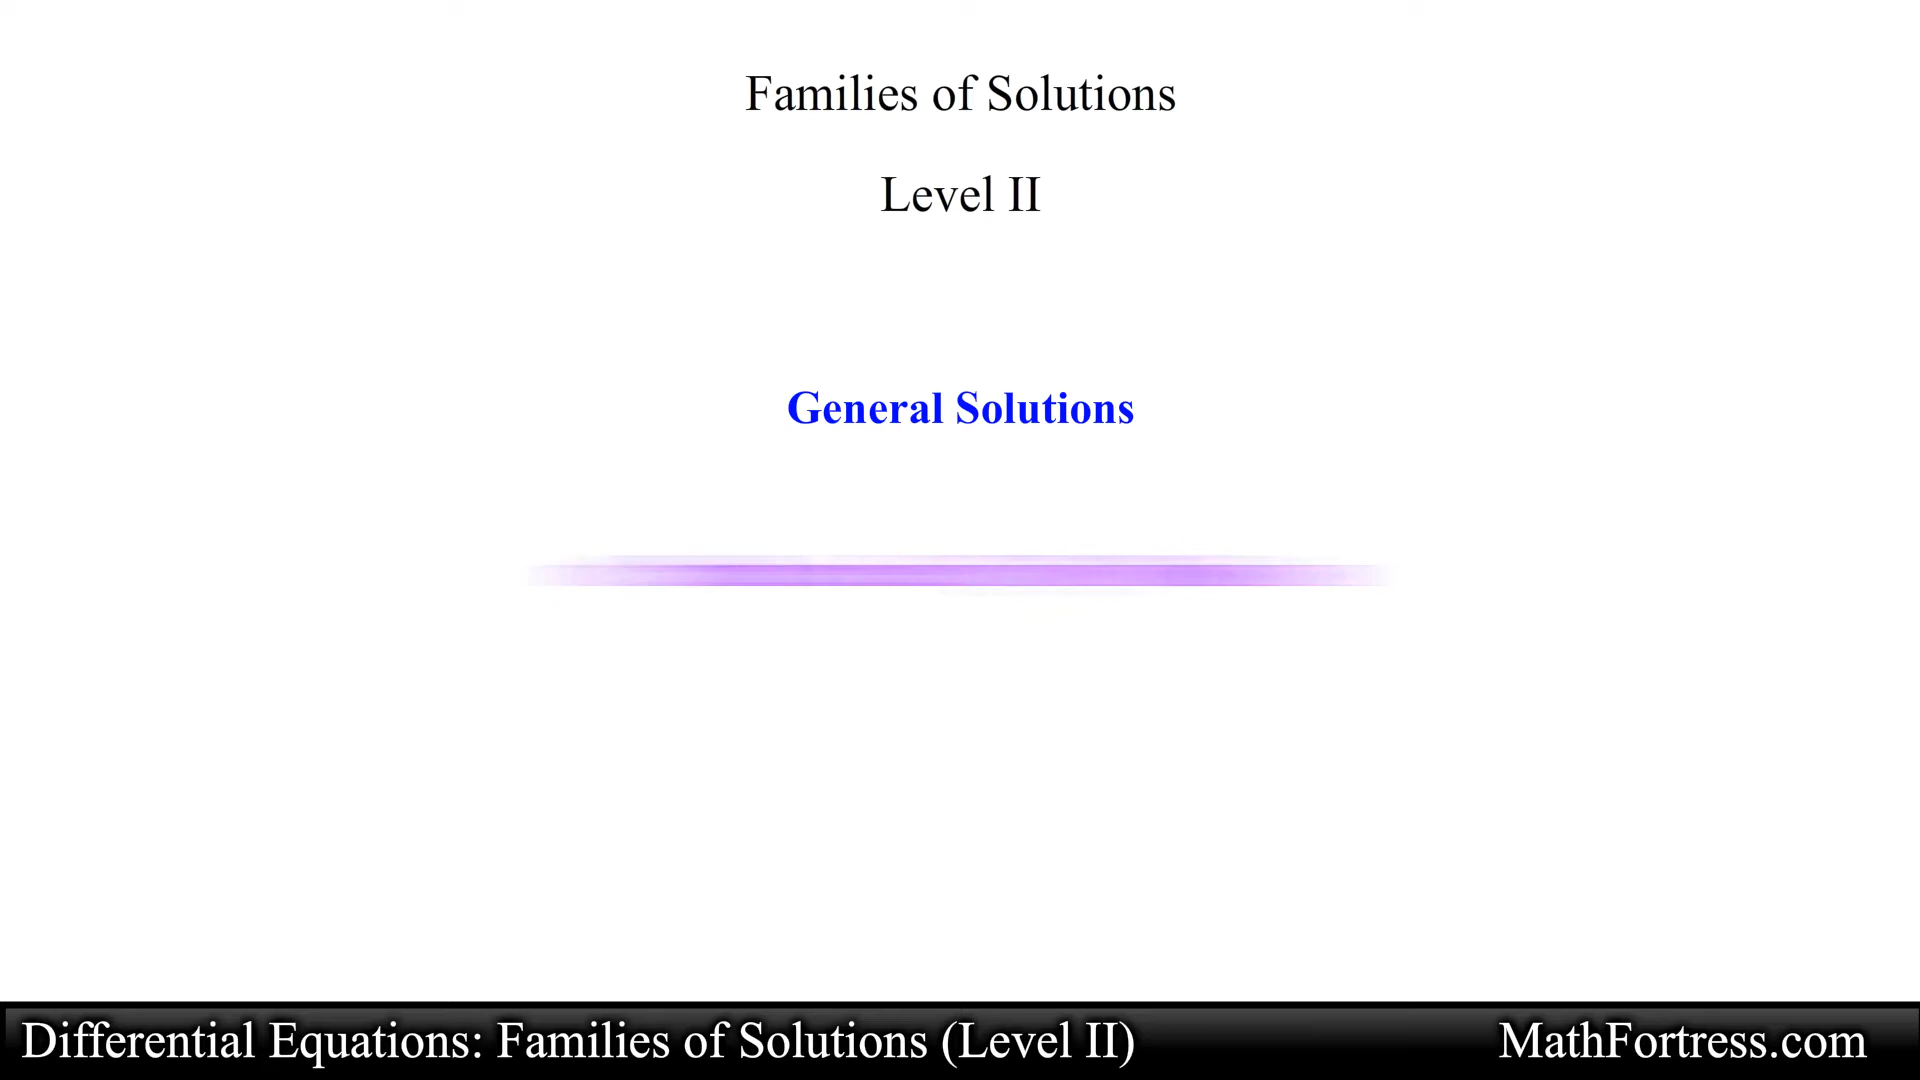 Families of Solutions
Level II
General Solutions
Differential Equations: Families of Solutions (Level II)
MathFortress.com